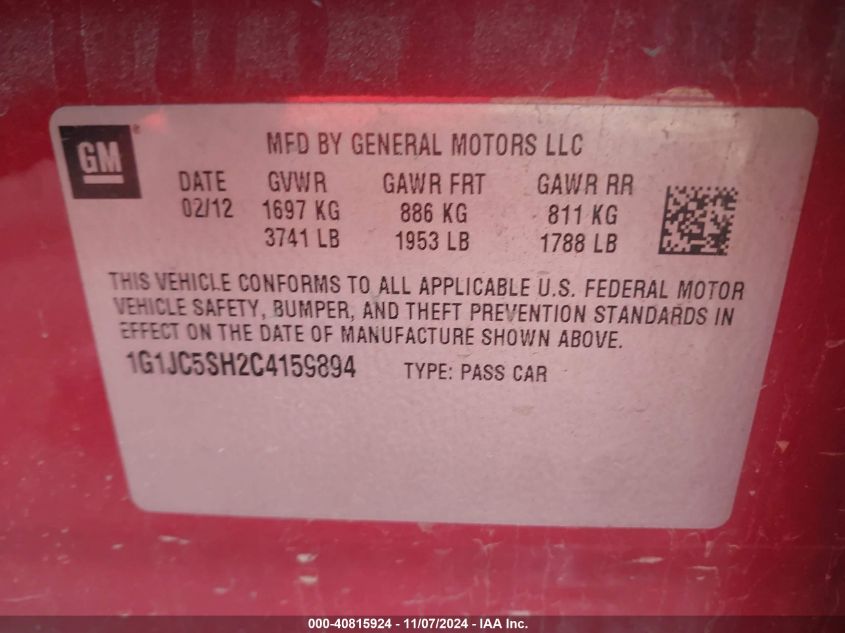 GM
MFD BY GENERAL MOTORS LLC
DATE GVWR GAWR FRT GAWR RR
02/12 1697 KG 886 KG 811 KG
3741 LB 1953 LB 1788 LB
THIS VEHICLE CONFORMS TO ALL APPLICABLE U.S. FEDERAL MOTOR
VEHICLE SAFETY, BUMPER, AND THEFT PREVENTION STANDARDS IN
EFFECT ON THE DATE OF MANUFACTURE SHOWN ABOVE.
1G1JC5SH2C4159894 TYPE: PASS CAR
000-40815924 - 11/07/2024 - IAA Inc.